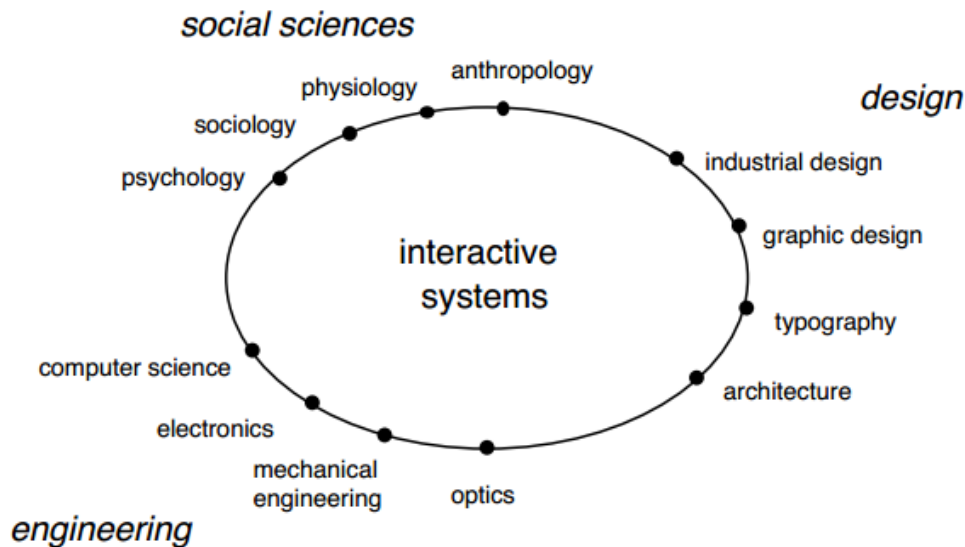 social sciences
anthropology
physiology
design
sociology
industrial design
psychology
graphic design
interactive
systems
typography
computer science
architecture
electronics
mechanical
engineering
optics
engineering